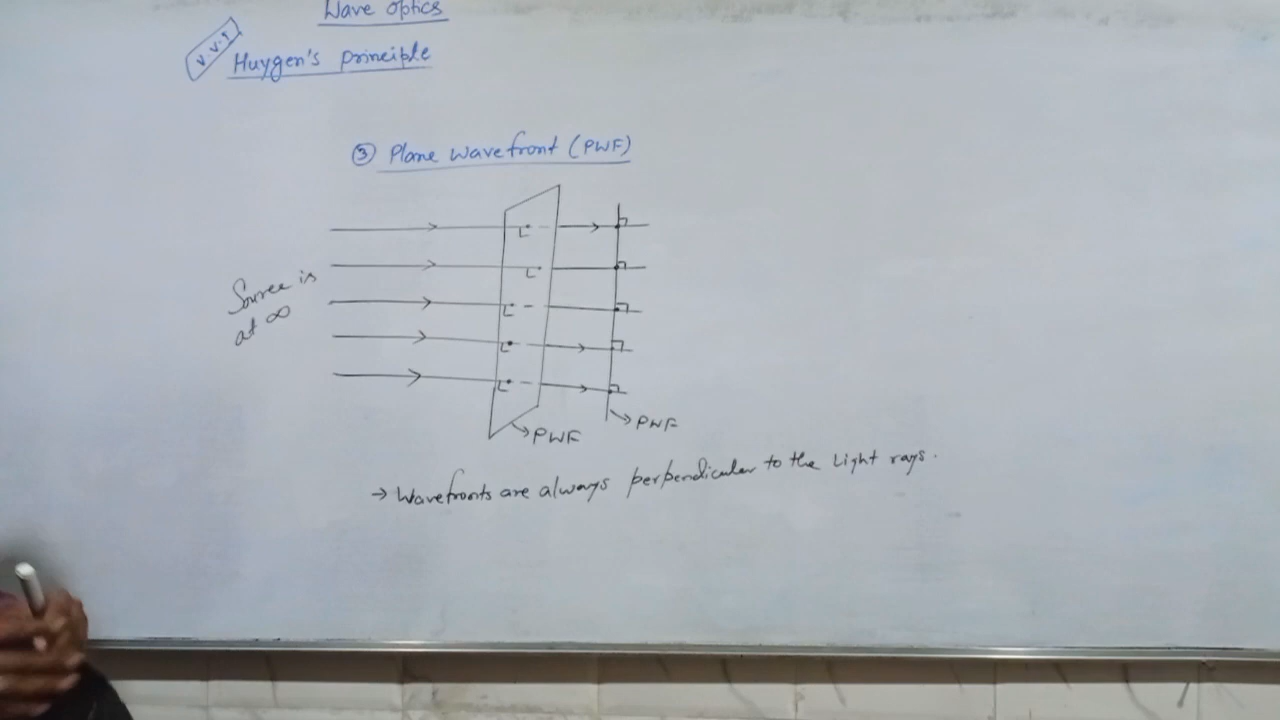 Wave Optics
V.V.I
Huygen's principle
③ Plane Wavefront (PWF)
Source is
at ∞
PWF
PWF
→ Wavefronts are always perpendicular to the Light rays.